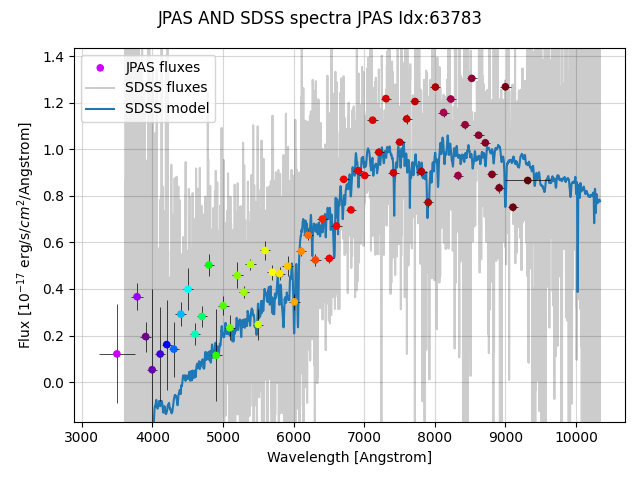 JPAS AND SDSS spectra JPAS Idx:63783
JPAS fluxes
SDSS fluxes
SDSS model
Flux [10⁻¹⁷ erg/s/cm²/Angstrom]
1.4
1.2
1.0
0.8
0.6
0.4
0.2
0.0
3000 4000 5000 6000 7000 8000 9000 10000
Wavelength [Angstrom]